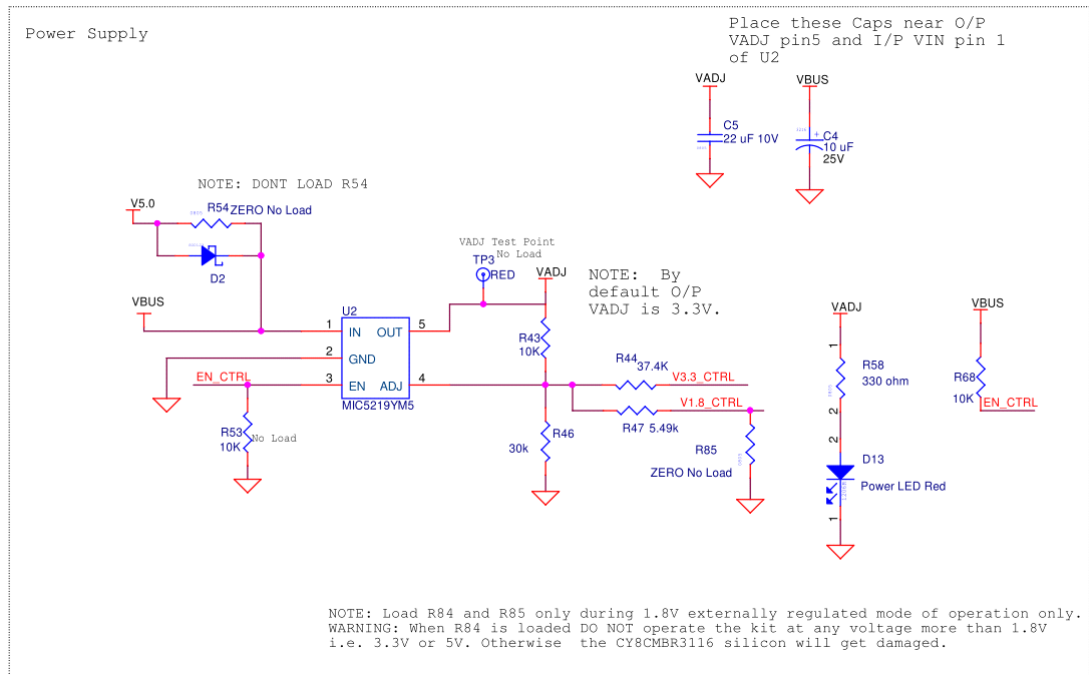 Power Supply
Place these Caps near O/P
VADJ pin5 and I/P VIN pin 1
of U2
VADJ
VBUS
C5
22 uF 10V
+
C4
10 uF
25V
NOTE: DONT LOAD R54
V5.0
R54
ZERO No Load
D2
VADJ Test Point
No Load
TP3
RED
VADJ
NOTE: By
default O/P
VADJ is 3.3V.
VBUS
U2
1 IN OUT 5
2 GND
3 EN ADJ 4
MIC5219YM5
EN_CTRL
R53
10K
No Load
R43
10K
R44
37.4K
V3.3_CTRL
V1.8_CTRL
R47 5.49k
R46
30k
R85
ZERO No Load
VADJ
1
R58
330 ohm
2
2
D13
Power LED Red
1
VBUS
R68
10K
EN_CTRL
NOTE: Load R84 and R85 only during 1.8V externally regulated mode of operation only.
WARNING: When R84 is loaded DO NOT operate the kit at any voltage more than 1.8V
i.e. 3.3V or 5V. Otherwise the CY8CMBR3116 silicon will get damaged.